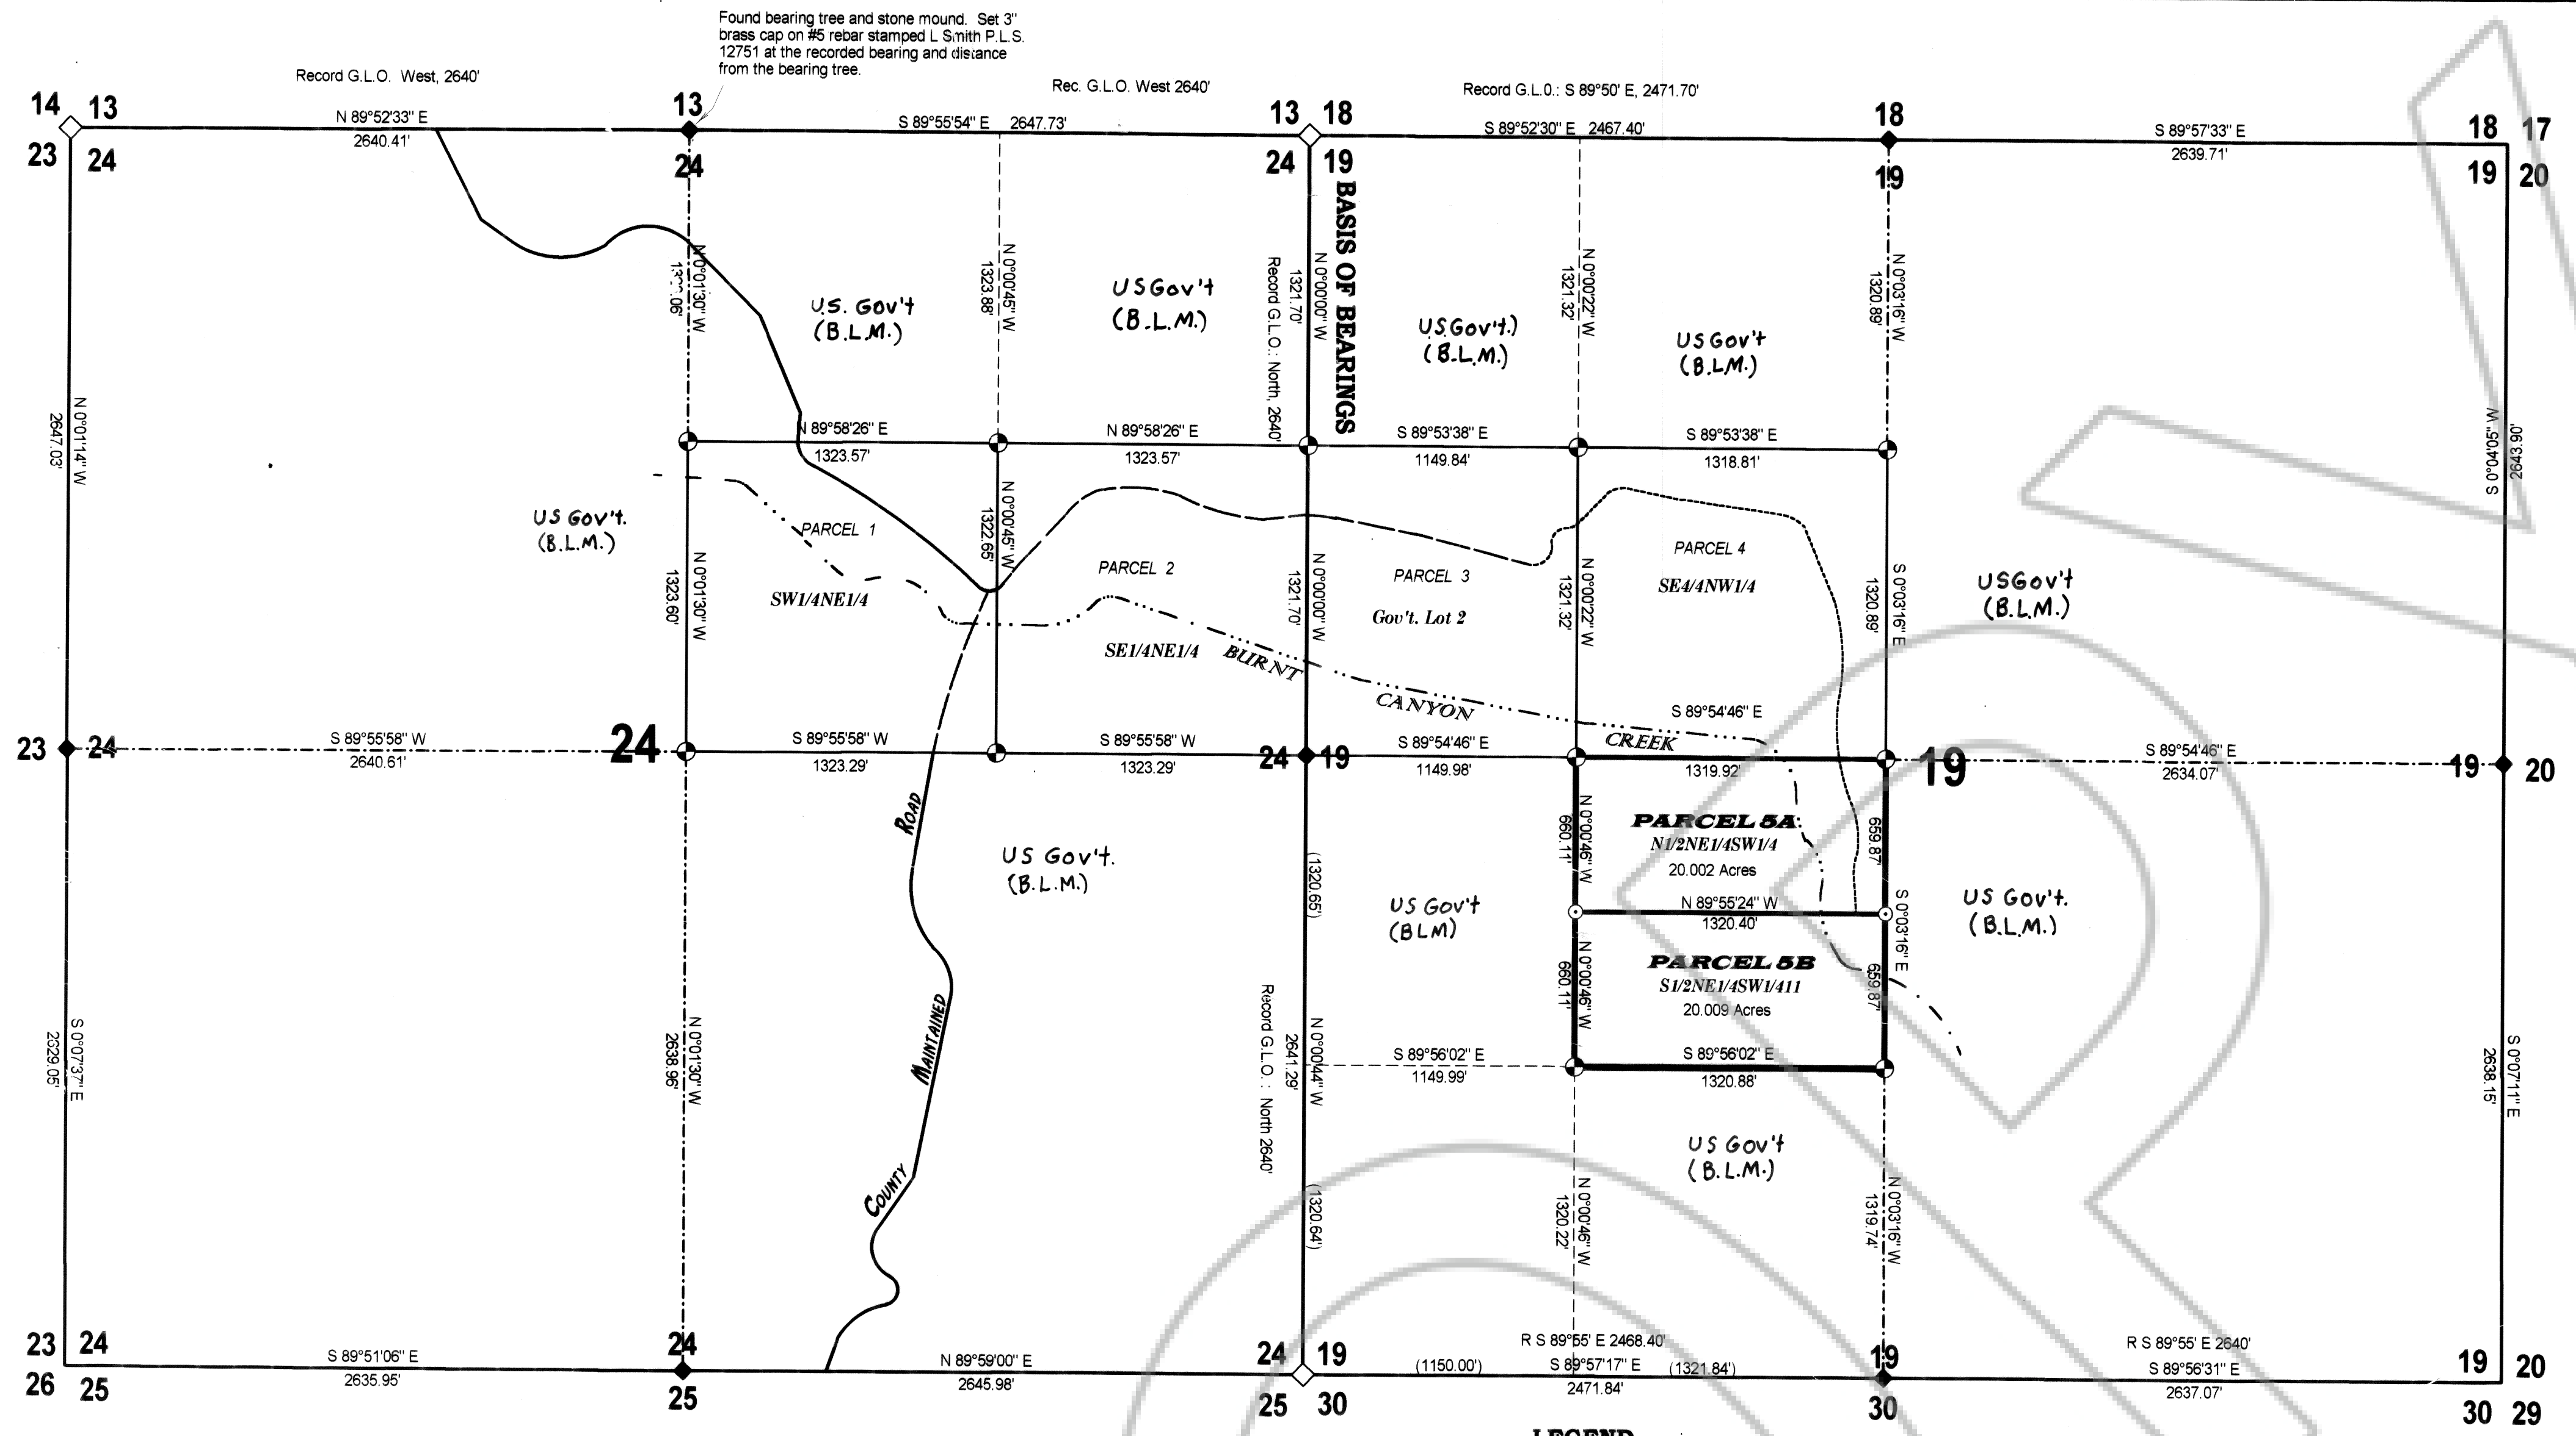 Found bearing tree and stone mound. Set 3"
brass cap on #5 rebar stamped L Smith P.L.S.
12751 at the recorded bearing and distance
from the bearing tree.
Record G.L.O. West, 2640'
Rec. G.L.O. West 2640'
Record G.L.0.: S 89°50' E, 2471.70'
14 13
13
13 18
18
18 17
N 89°52'33" E
2640.41'
S 89°55'54" E 2647.73'
S 89°52'30" E 2467.40'
S 89°57'33" E
2639.71'
23 24
24
24 19
19
19 20
BASIS OF BEARINGS
N 0°01'30" W
N 0°00'45" W
1323.88'
Record G.L.O.: North, 2640'
1321.70'
N 0°00'00" W
N 0°00'22" W
1321.32'
N 0°03'16" W
1320.89'
U.S. Gov't
(B.L.M.)
US Gov't
(B.L.M.)
US.Gov't.)
(B.L.M.)
US Gov't
(B.L.M.)
N 0°01'14" W
2647.03'
S 0°04'05" W
2643.90'
N 89°58'26" E
1323.57'
N 89°58'26" E
1323.57'
S 89°53'38" E
1149.84'
S 89°53'38" E
1318.81'
US Gov't.
(B.L.M.)
PARCEL 1
SW1/4NE1/4
PARCEL 2
SE1/4NE1/4
PARCEL 3
Gov't. Lot 2
PARCEL 4
SE4/4NW1/4
US Gov't
(B.L.M.)
N 0°01'30" W
1323.60'
N 0°00'45" W
1322.65'
N 0°00'00" W
1321.70'
N 0°00'22" W
1321.32'
S 0°03'16" E
1320.89'
BURNT
CANYON
CREEK
S 89°54'46" E
23 24
24
24 19
19
19 20
S 89°55'58" W
2640.61'
S 89°55'58" W
1323.29'
S 89°55'58" W
1323.29'
S 89°54'46" E
1149.98'
1319.92'
S 89°54'46" E
2634.07'
ROAD
MAINTAINED
COUNTY
US Gov't.
(B.L.M.)
US Gov't
(BLM)
US Gov't.
(B.L.M.)
PARCEL 5A
N1/2NE1/4SW1/4
20.002 Acres
N 0°00'46" W
660.11'
659.87'
N 89°55'24" W
1320.40'
PARCEL 5B
S1/2NE1/4SW1/411
20.009 Acres
N 0°00'46" W
660.11'
S 0°03'16" E
659.87'
S 89°56'02" E
1149.99'
S 89°56'02" E
1320.88'
S 0°07'37" E
2629.05'
N 0°01'30" W
2638.96'
(1320.65')
Record G.L.O. : North 2640'
N 0°00'44" W
2641.29'
(1320.64')
S 0°07'11" E
2638.15'
US Gov't
(B.L.M.)
N 0°00'46" W
1320.22'
N 0°03'16" W
1319.74'
R S 89°55' E 2468.40'
R S 89°55' E 2640'
23 24
24
24 19
19
19 20
S 89°51'06" E
2635.95'
N 89°59'00" E
2645.98'
(1150.00')
S 89°57'17" E
(1321.84')
2471.84'
S 89°56'31" E
2637.07'
26 25
25
25 30
30
30 29
LEGEND